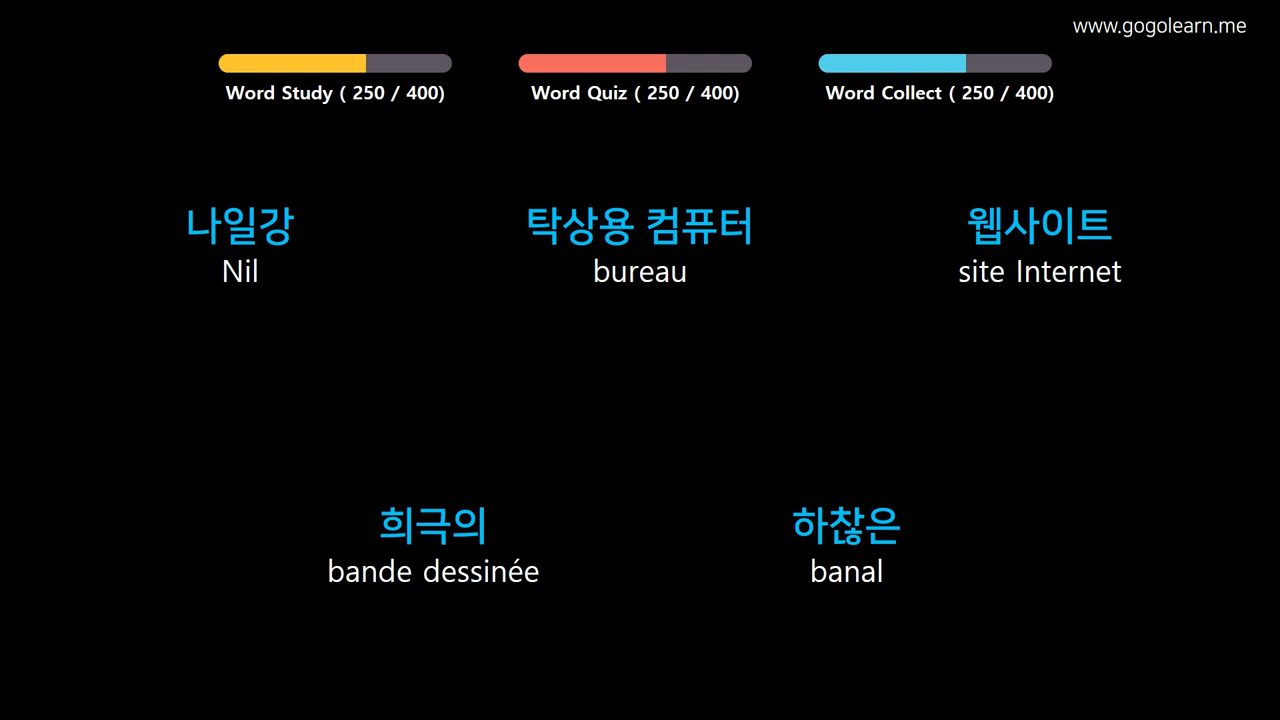 www.gogolearn.me
Word Study ( 250 / 400)
Word Quiz ( 250 / 400)
Word Collect ( 250 / 400)
나일강
Nil
탁상용 컴퓨터
bureau
웹사이트
site Internet
희극의
bande dessinée
하찮은
banal